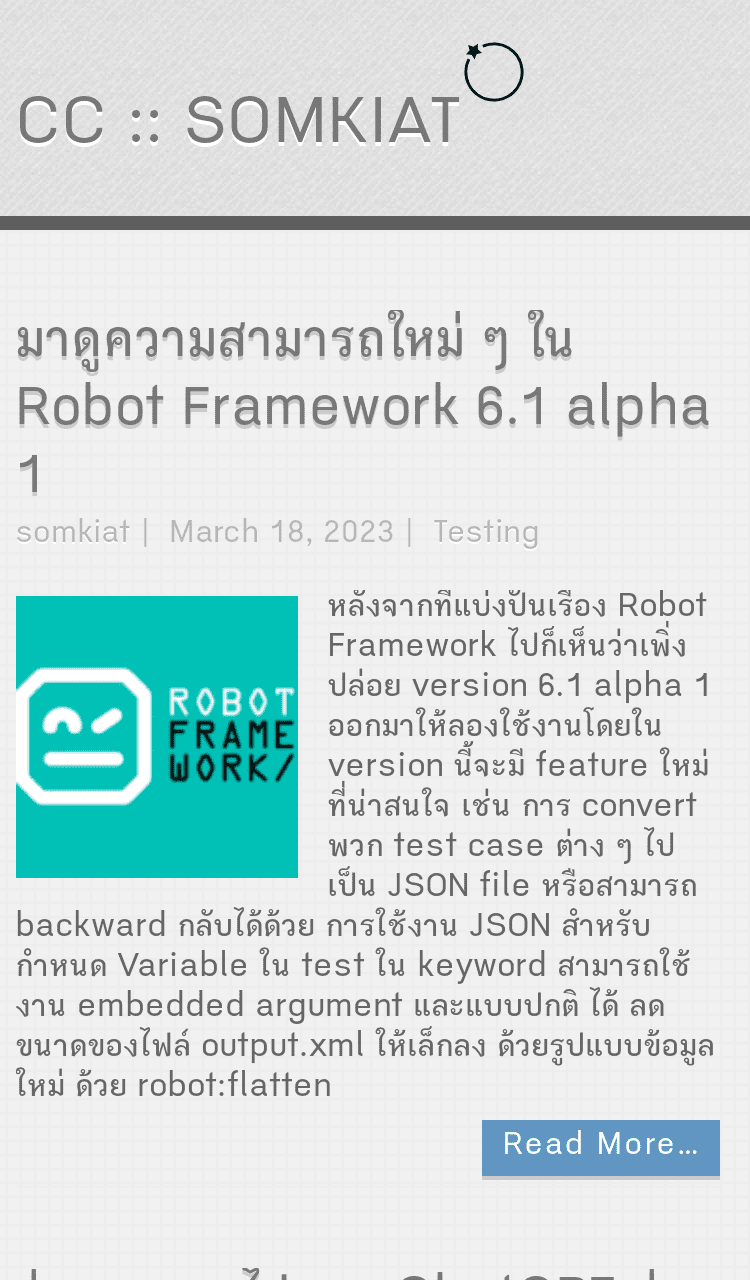 CC :: SOMKIAT
มาดูความสามารถใหม่ ๆ ใน
Robot Framework 6.1 alpha
1
somkiat | March 18, 2023 | Testing
ROBOT
FRAME
WORK/
หลังจากที่แบ่งปันเรื่อง Robot
Framework ไปก็เห็นว่าเพิ่ง
ปล่อย version 6.1 alpha 1
ออกมาให้ลองใช้งานโดยใน
version นี้จะมี feature ใหม่
ที่น่าสนใจ เช่น การ convert
พวก test case ต่าง ๆ ไป
เป็น JSON file หรือสามารถ
backward กลับได้ด้วย การใช้งาน JSON สำหรับ
กำหนด Variable ใน test ใน keyword สามารถใช้
งาน embedded argument และแบบปกติ ได้ ลด
ขนาดของไฟล์ output.xml ให้เล็กลง ด้วยรูปแบบข้อมูล
ใหม่ ด้วย robot:flatten
Read More…